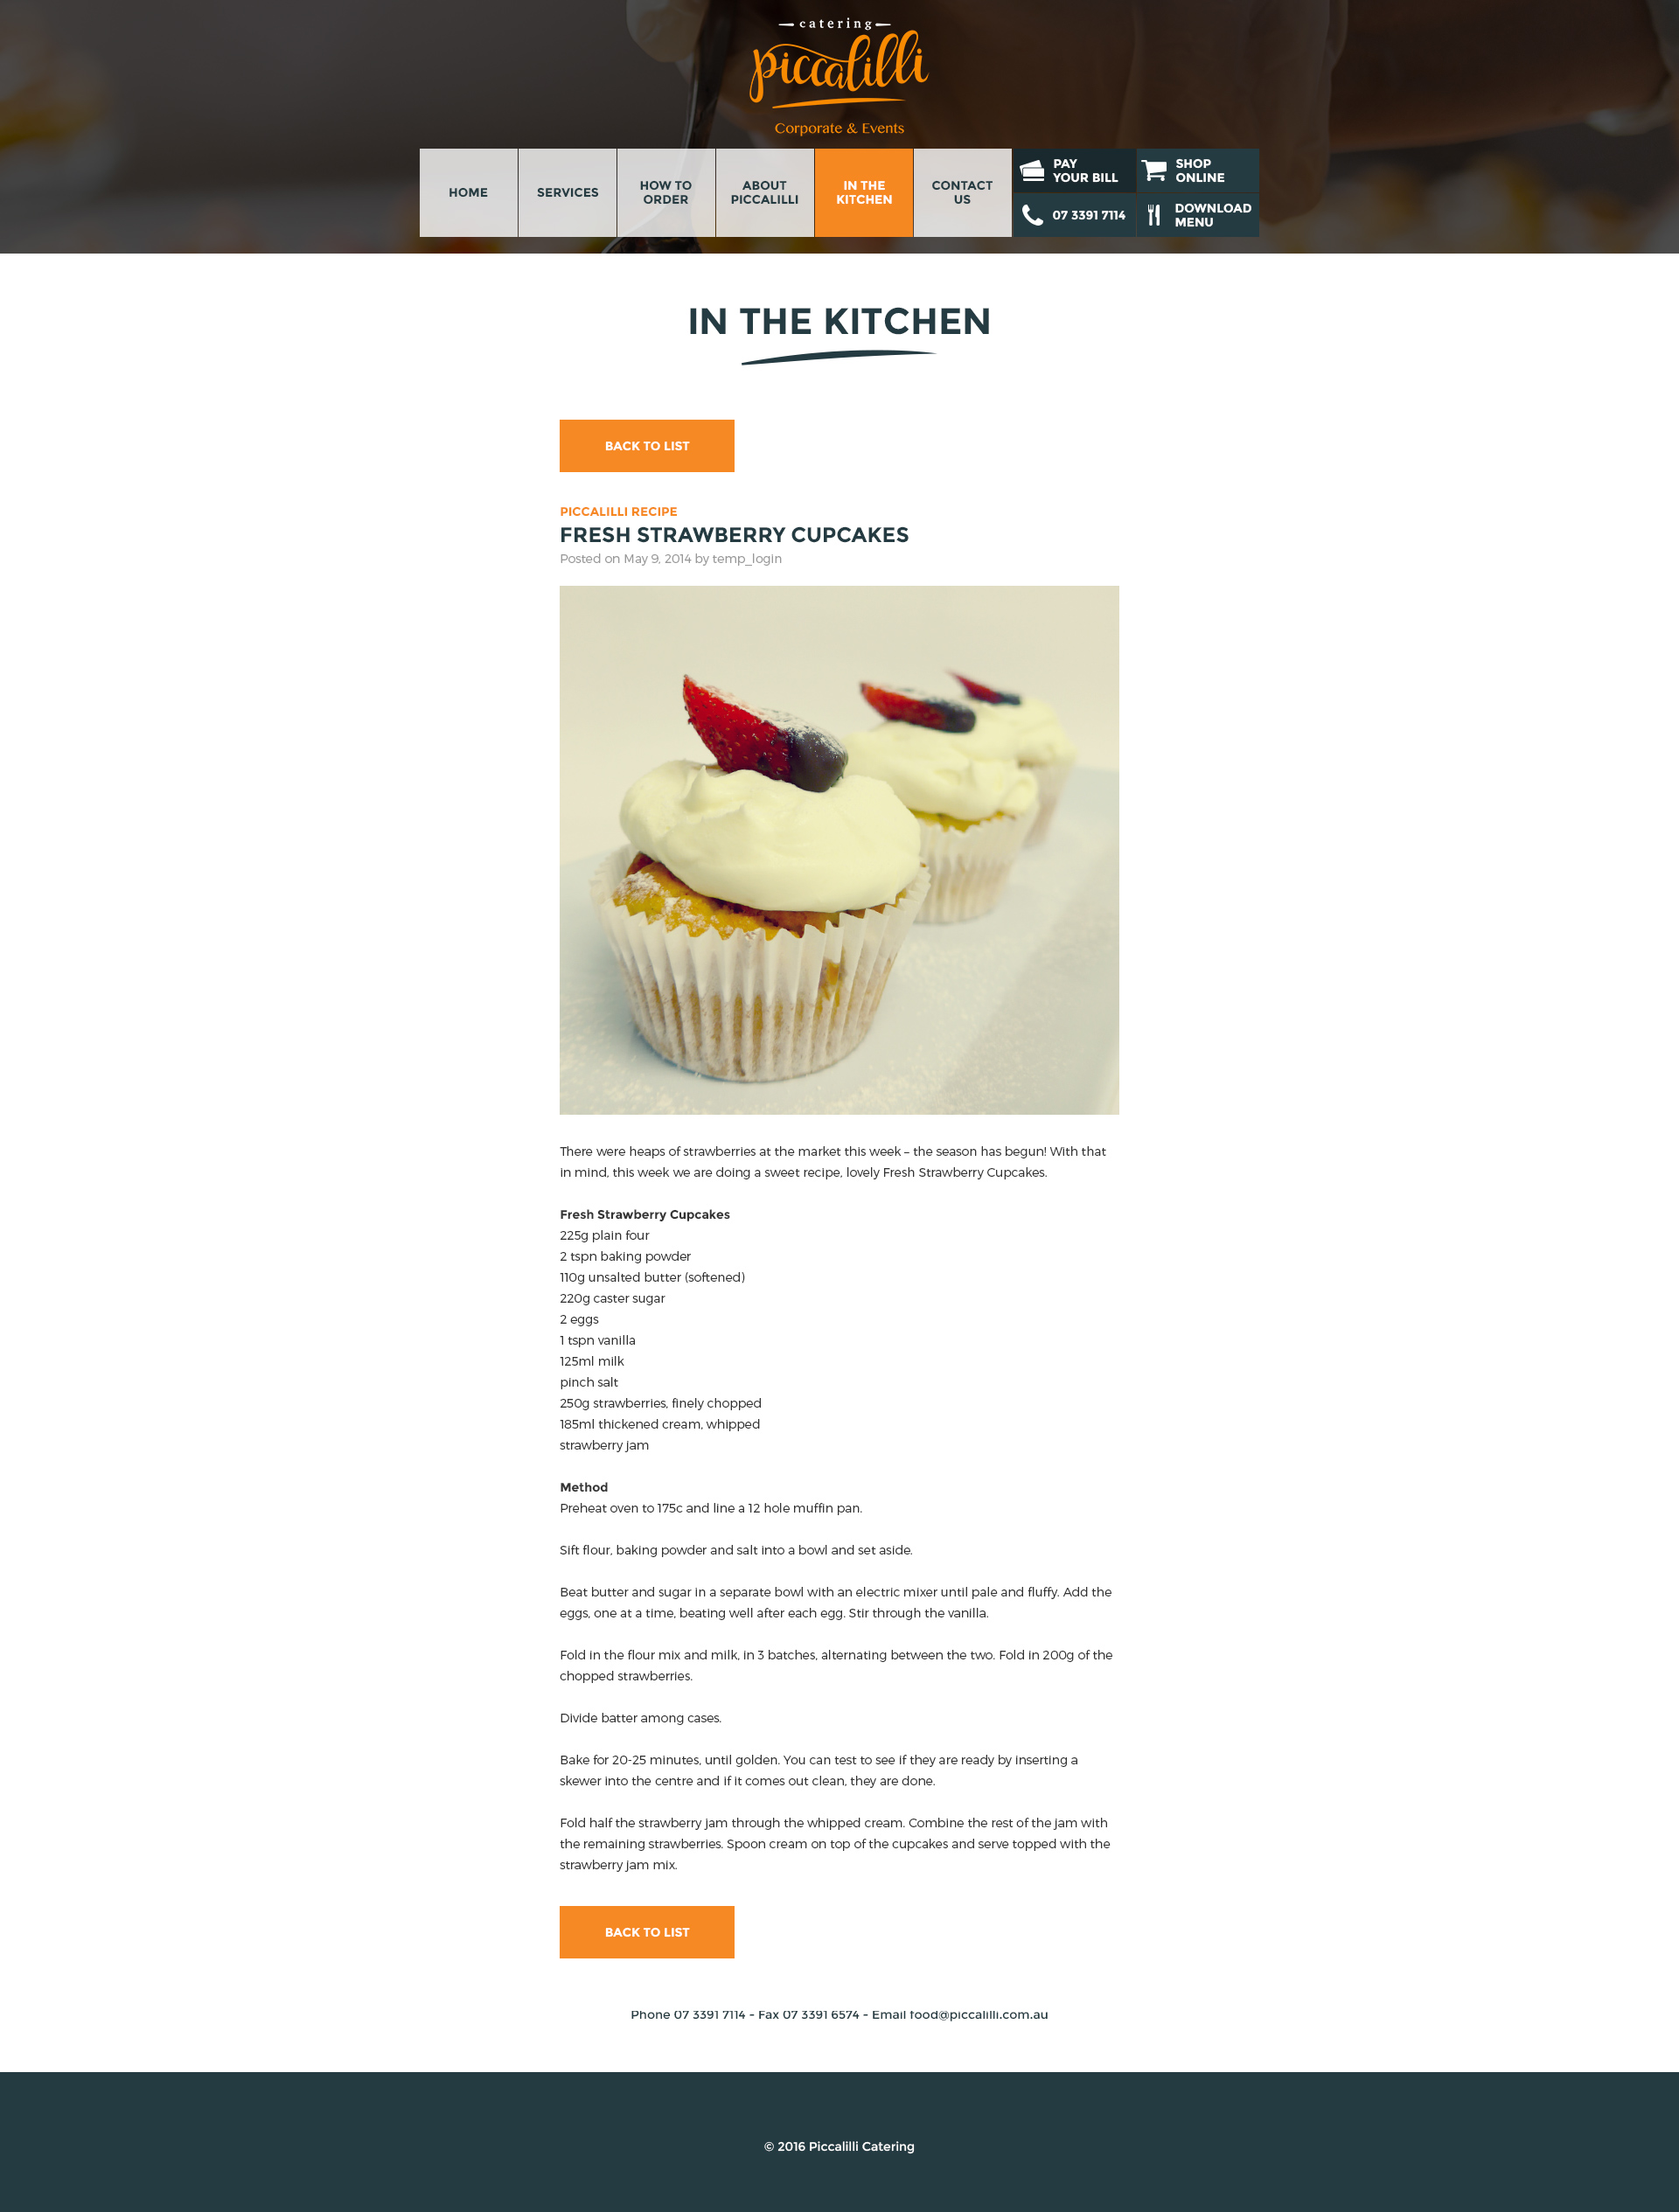 catering
piccalilli
Corporate & Events
HOME
SERVICES
HOW TO
ORDER
ABOUT
PICCALILLI
IN THE
KITCHEN
CONTACT
US
PAY
YOUR BILL
SHOP
ONLINE
07 3391 7114
DOWNLOAD
MENU
IN THE KITCHEN
BACK TO LIST
PICCALILLI RECIPE
FRESH STRAWBERRY CUPCAKES
Posted on May 9, 2014 by temp_login
There were heaps of strawberries at the market this week – the season has begun! With that
in mind, this week we are doing a sweet recipe, lovely Fresh Strawberry Cupcakes.
Fresh Strawberry Cupcakes
225g plain four
2 tspn baking powder
110g unsalted butter (softened)
220g caster sugar
2 eggs
1 tspn vanilla
125ml milk
pinch salt
250g strawberries, finely chopped
185ml thickened cream, whipped
strawberry jam
Method
Preheat oven to 175c and line a 12 hole muffin pan.
Sift flour, baking powder and salt into a bowl and set aside.
Beat butter and sugar in a separate bowl with an electric mixer until pale and fluffy. Add the
eggs, one at a time, beating well after each egg. Stir through the vanilla.
Fold in the flour mix and milk, in 3 batches, alternating between the two. Fold in 200g of the
chopped strawberries.
Divide batter among cases.
Bake for 20-25 minutes, until golden. You can test to see if they are ready by inserting a
skewer into the centre and if it comes out clean, they are done.
Fold half the strawberry jam through the whipped cream. Combine the rest of the jam with
the remaining strawberries. Spoon cream on top of the cupcakes and serve topped with the
strawberry jam mix.
BACK TO LIST
Phone 07 3391 7114 - Fax 07 3391 6574 - Email food@piccalilli.com.au
© 2016 Piccalilli Catering